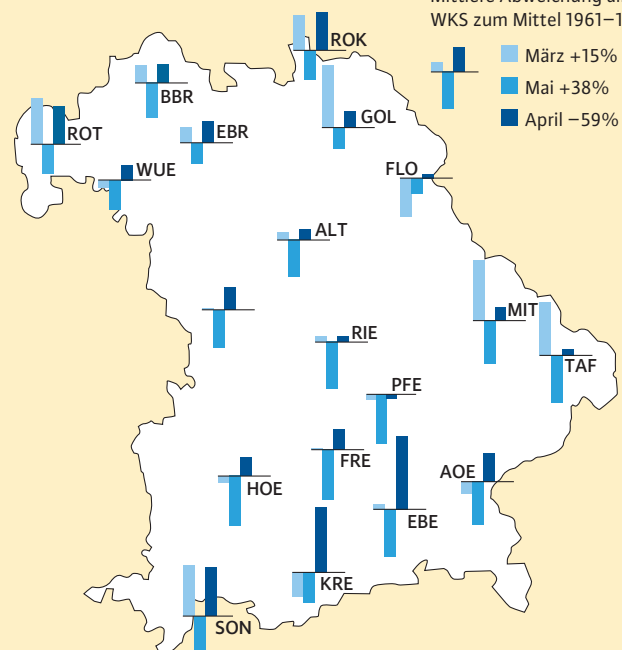 WKS zum Mittel 1961–1
März +15%
Mai +38%
April −59%
ROK
BBR
GOL
ROT
EBR
WUE
FLO
ALT
MIT
RIE
TAF
PFE
FRE
AOE
HOE
EBE
KRE
SON